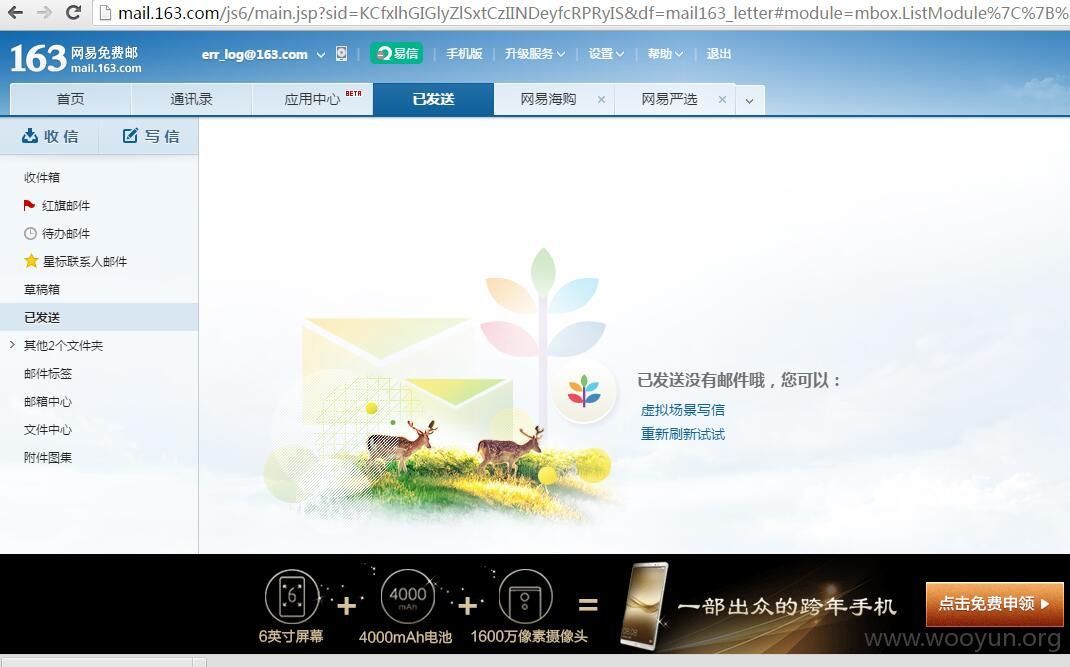 mail.163.com/js6/main.jsp?sid=KCfxlhGIGlyZlSxtCzIINDeyfcRPRyIS&df=mail163_letter#module=mbox.ListModule%7C%7B%
163 网易免费邮 mail.163.com
err_log@163.com 易信 手机版 升级服务 设置 帮助 退出
首页 通讯录 应用中心 BETA 已发送 网易海购 × 网易严选 ×
收信 写信
收件箱
红旗邮件
待办邮件
星标联系人邮件
草稿箱
已发送
其他2个文件夹
邮件标签
邮箱中心
文件中心
附件图集
已发送没有邮件哦，您可以：
虚拟场景写信
重新刷新试试
6 + 4000 mAh + =
6英寸屏幕 4000mAh电池 1600万像素摄像头
一部出众的跨年手机
点击免费申领
www.wooyun.org